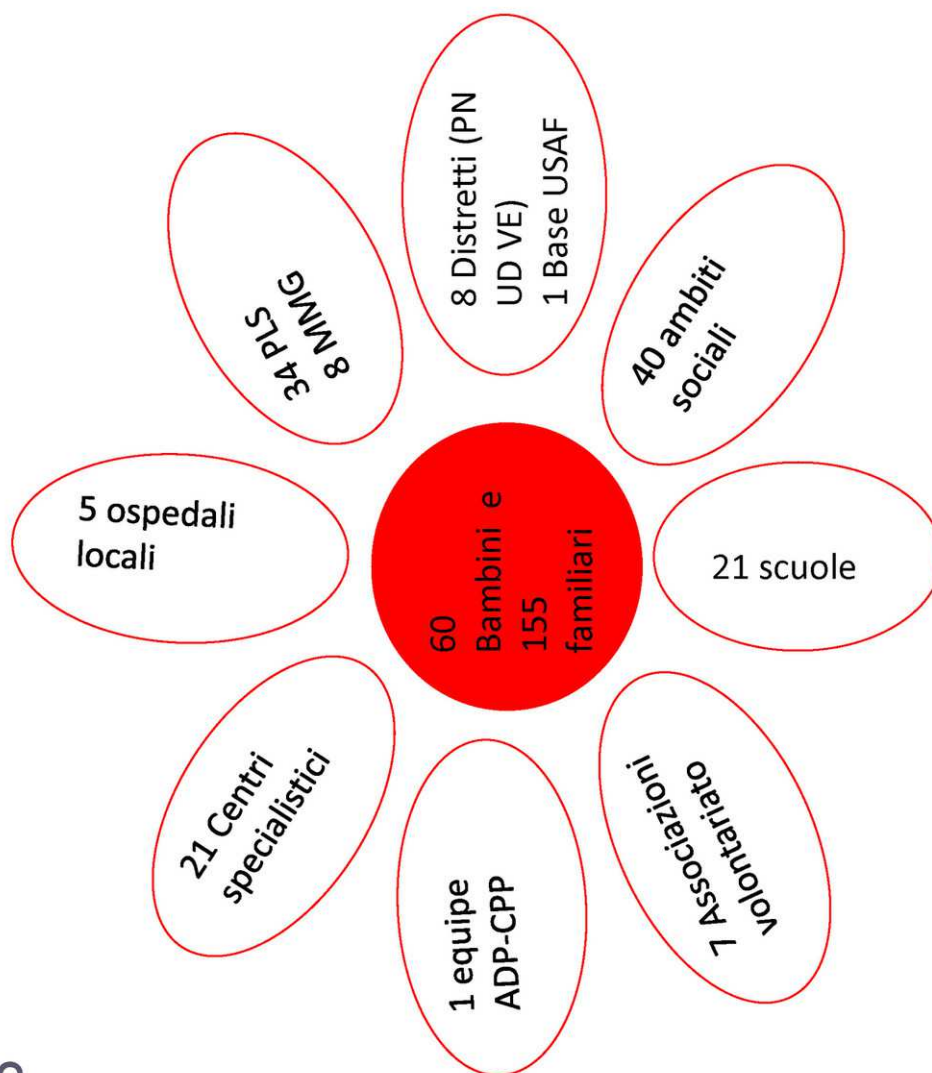 5 ospedali
locali
34 PLS
8 MMG
8 Distretti (PN
UD VE)
1 Base USAF
40 ambiti
sociali
21 scuole
7 Associazioni
volontariato
1 equipe
ADP-CPP
21 Centri
specialistici
60
Bambini e
155
familiari